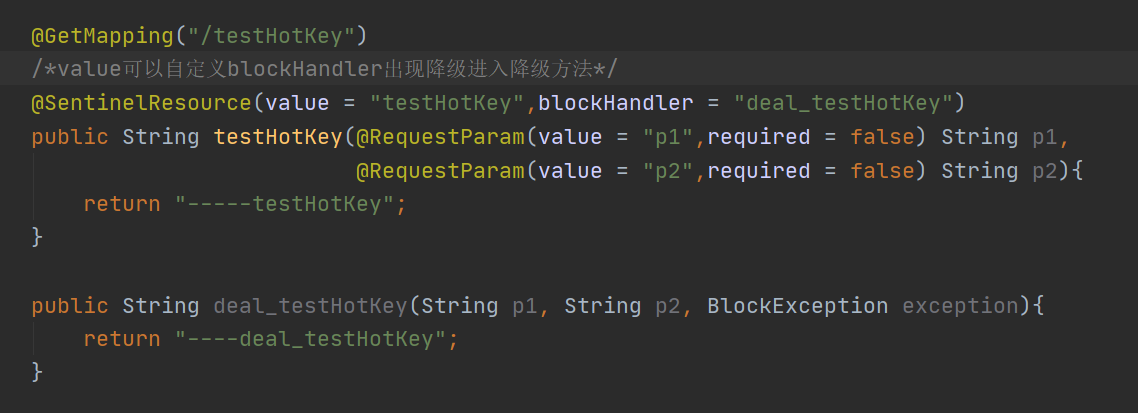 @GetMapping("/testHotKey")
/*value可以自定义blockHandler出现降级进入降级方法*/
@SentinelResource(value = "testHotKey",blockHandler = "deal_testHotKey")
public String testHotKey(@RequestParam(value = "p1",required = false) String p1,
@RequestParam(value = "p2",required = false) String p2){
return "-----testHotKey";
}
public String deal_testHotKey(String p1, String p2, BlockException exception){
return "----deal_testHotKey";
}